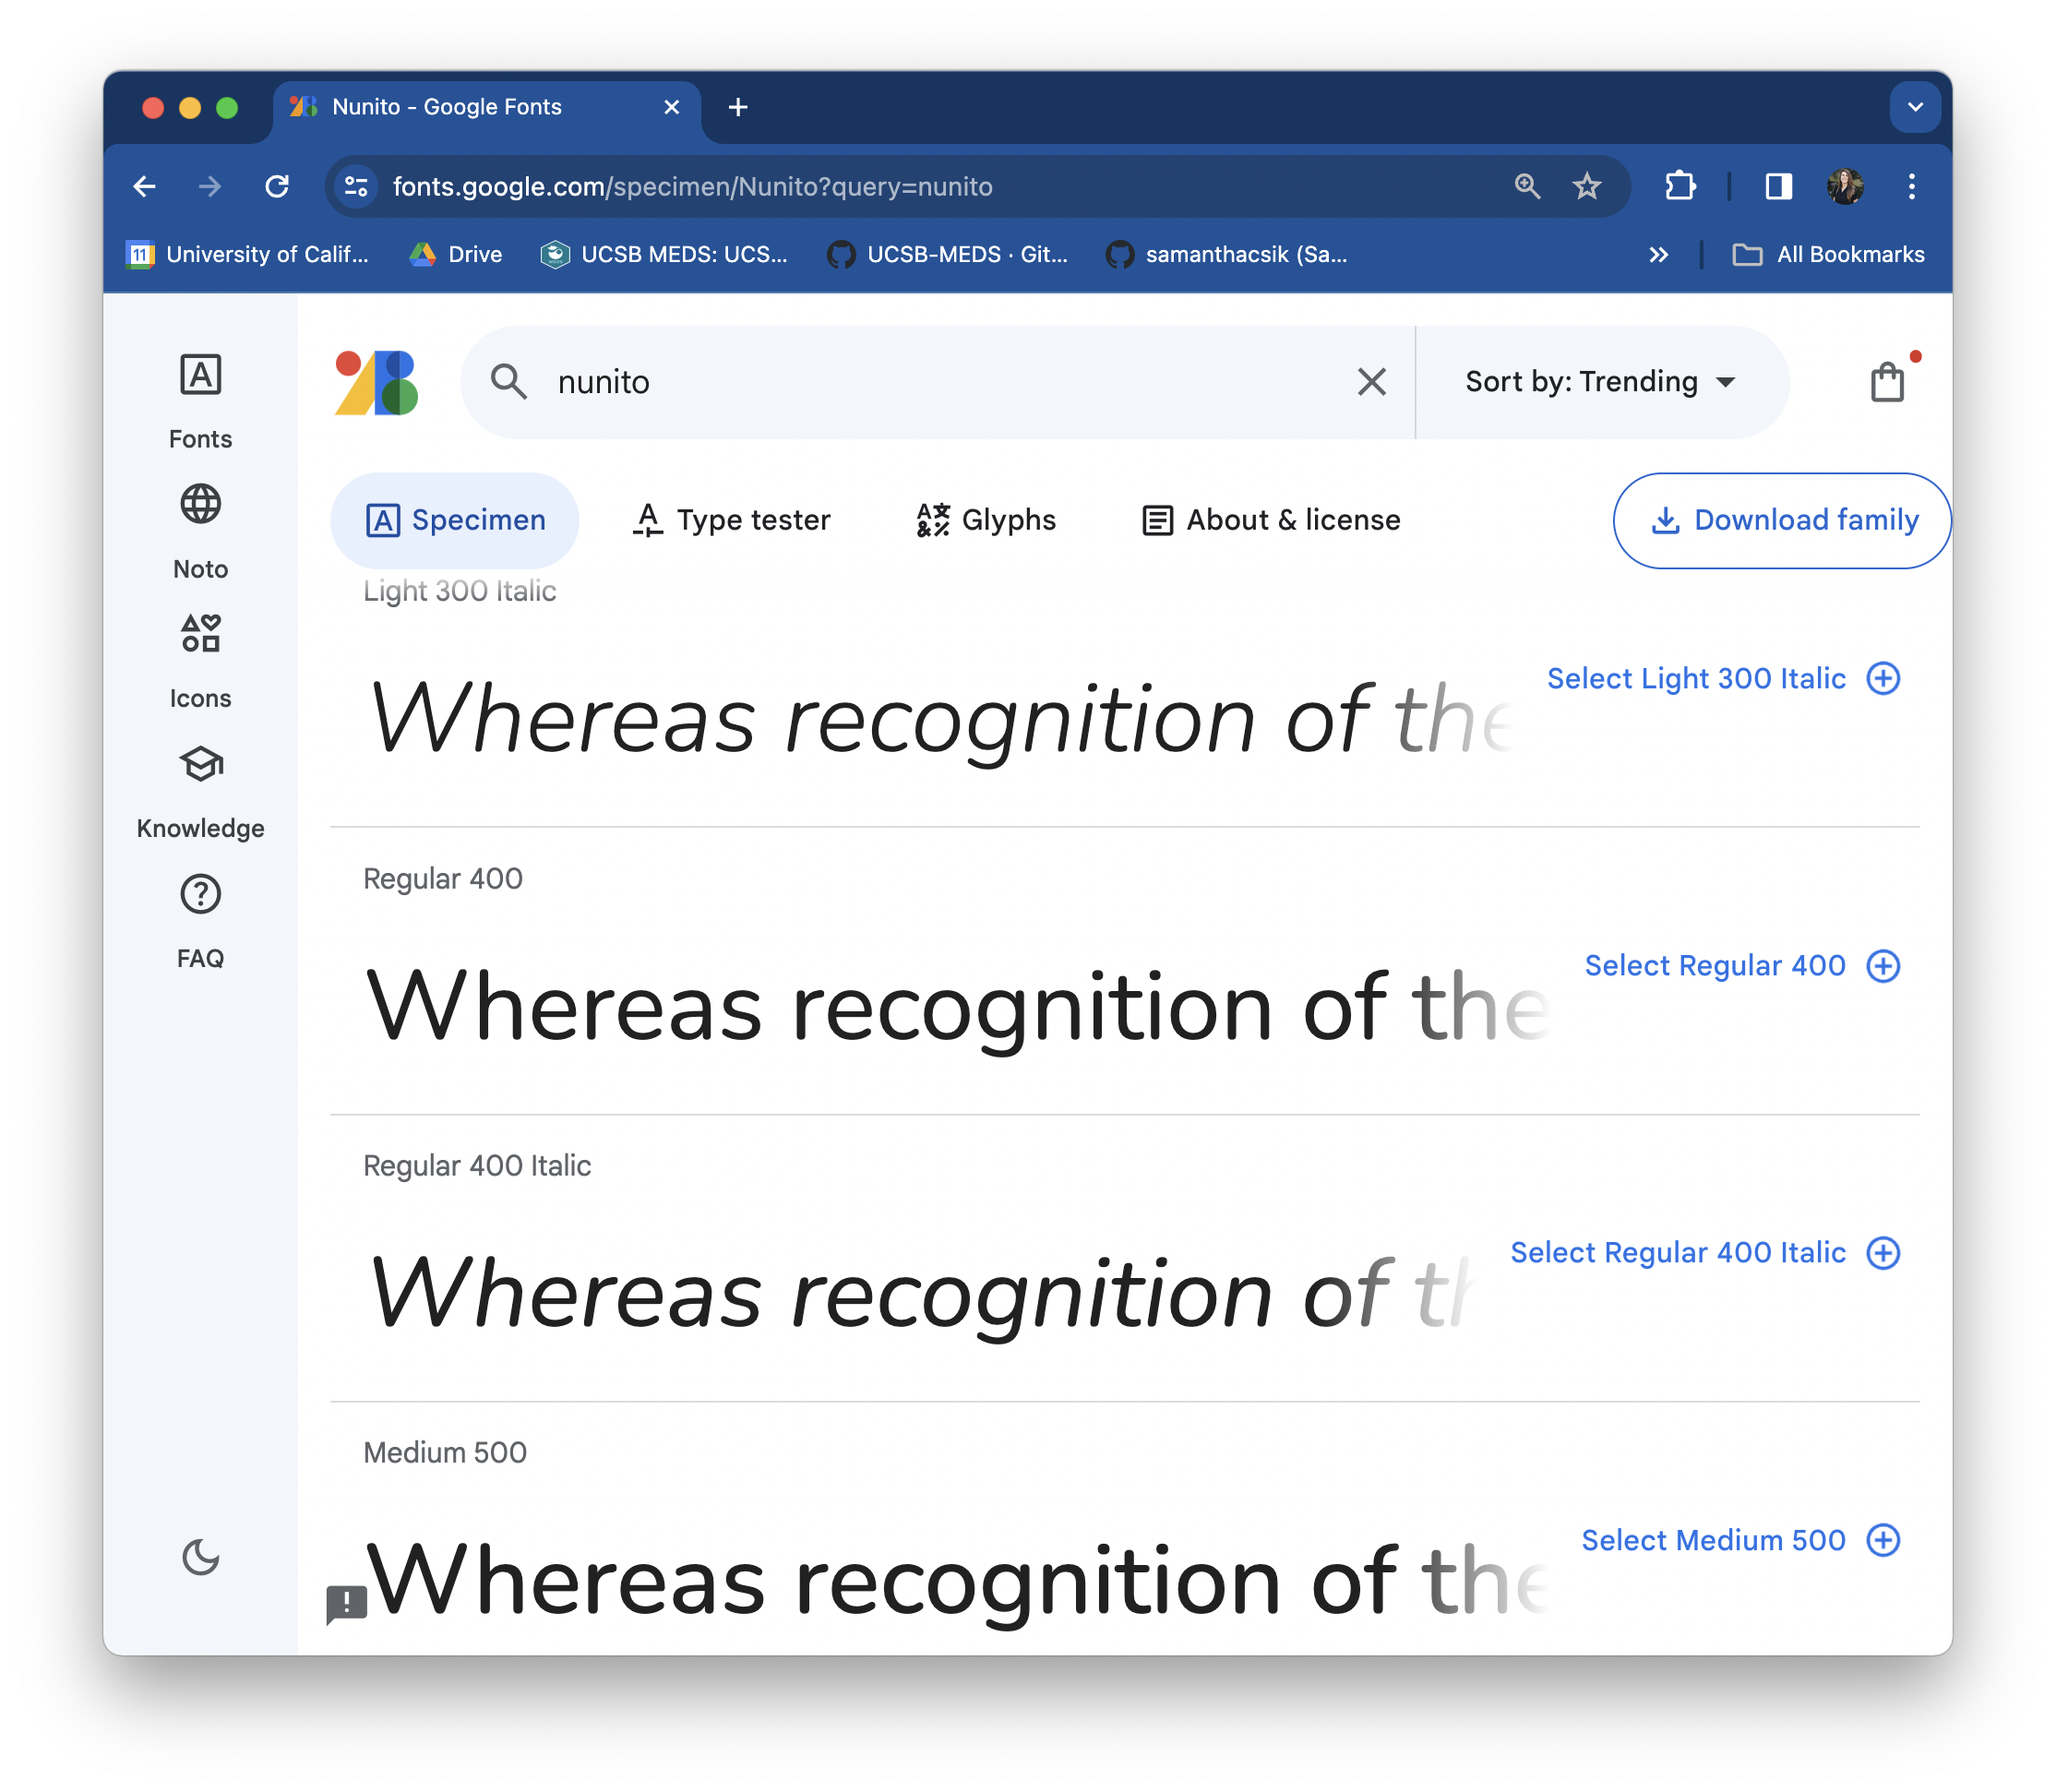 Nunito - Google Fonts
fonts.google.com/specimen/Nunito?query=nunito
11 University of Calif... Drive UCSB MEDS: UCS... UCSB-MEDS · Git... samanthacsik (Sa... All Bookmarks
nunito Sort by: Trending
Fonts
Noto
Icons
Knowledge
FAQ
Specimen Type tester Glyphs About & license Download family
Light 300 Italic
Whereas recognition of the Select Light 300 Italic
Regular 400
Whereas recognition of the Select Regular 400
Regular 400 Italic
Whereas recognition of th Select Regular 400 Italic
Medium 500
Whereas recognition of the Select Medium 500